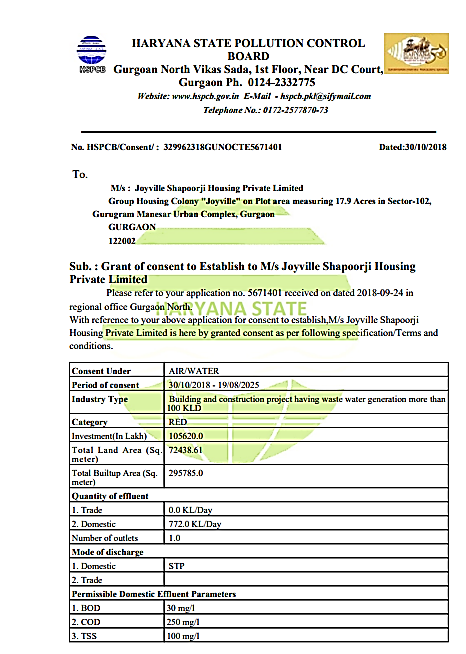 HARYANA STATE POLLUTION CONTROL
BOARD
HSPCB
Gurgoan North Vikas Sada, 1st Floor, Near DC Court,
Gurgaon Ph.  0124-2332775
Website: www.hspcb.gov.in  E-Mail  - hspcb.pkl@sifymail.com
Telephone No.: 0172-2577870-73
No. HSPCB/Consent/ :  329962318GUNOCTE5671401
Dated:30/10/2018
To.
M/s :  Joyville Shapoorji Housing Private Limited
Group Housing Colony "Joyville" on Plot area measuring 17.9 Acres in Sector-102,
Gurugram Manesar Urban Complex, Gurgaon
GURGAON
122002
Sub. : Grant of consent to Establish to M/s Joyville Shapoorji Housing
Private Limited
Please refer to your application no. 5671401 received on dated 2018-09-24 in
regional office Gurgaon North.
HARYANA STATE
With reference to your above application for consent to establish,M/s Joyville Shapoorji
Housing Private Limited is here by granted consent as per following specification/Terms and
conditions.
Consent Under AIR/WATER
Period of consent 30/10/2018 - 19/08/2025
Industry Type Building and construction project having waste water generation more than
100 KLD
Category RED
Investment(In Lakh) 105620.0
Total Land Area (Sq. 72438.61
meter)
Total Builtup Area (Sq. 295785.0
meter)
Quantity of effluent
1. Trade 0.0 KL/Day
2. Domestic 772.0 KL/Day
Number of outlets 1.0
Mode of discharge
1. Domestic STP
2. Trade
Permissible Domestic Effluent Parameters
1. BOD 30 mg/l
2. COD 250 mg/l
3. TSS 100 mg/l